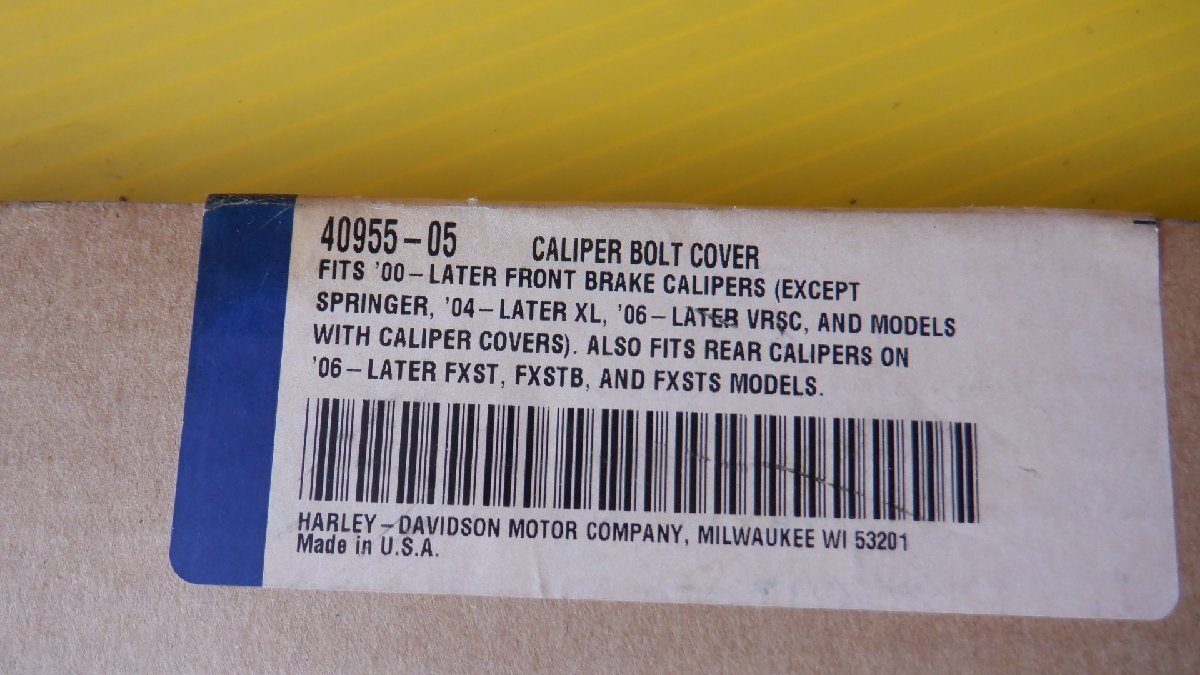 40955-05 CALIPER BOLT COVER
FITS '00-LATER FRONT BRAKE CALIPERS (EXCEPT
SPRINGER, '04-LATER XL, '06-LATER VRSC, AND MODELS
WITH CALIPER COVERS). ALSO FITS REAR CALIPERS ON
'06-LATER FXST, FXSTB, AND FXSTS MODELS.
HARLEY-DAVIDSON MOTOR COMPANY, MILWAUKEE WI 53201
Made in U.S.A.